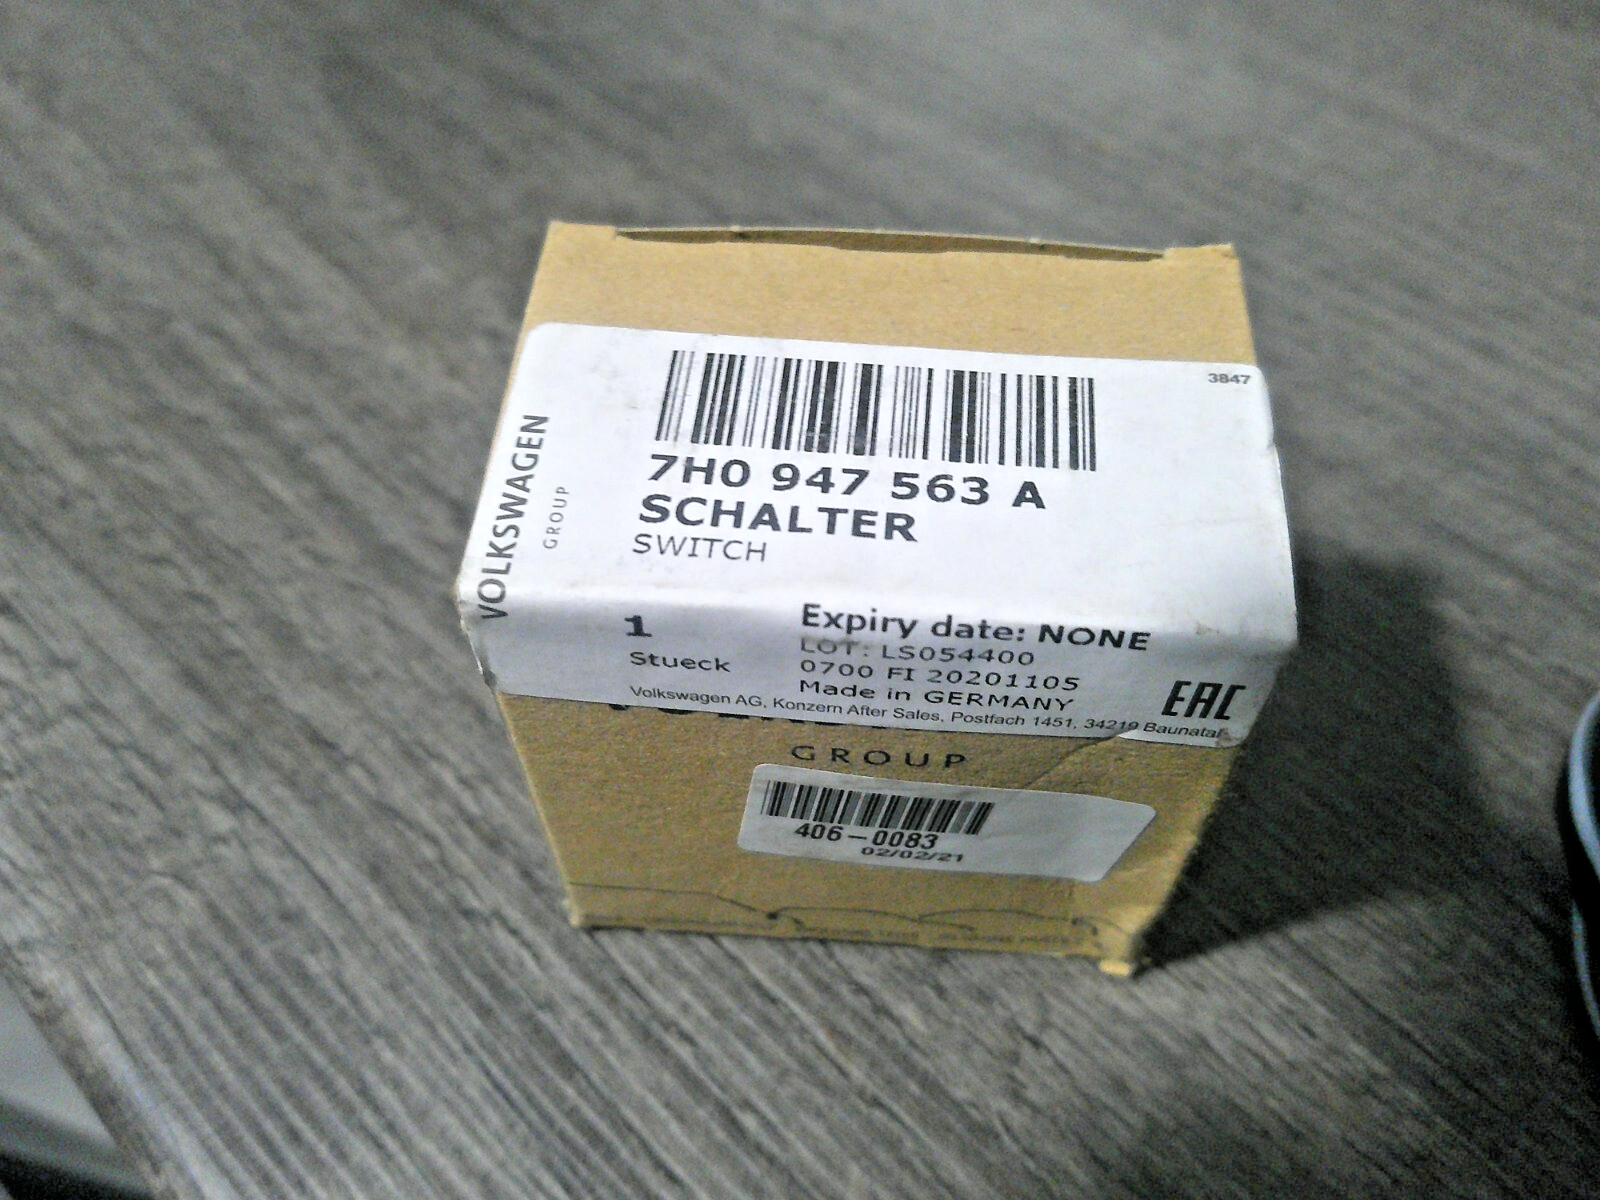 3847
VOLKSWAGEN
GROUP
7H0 947 563 A
SCHALTER
SWITCH
1
Stueck
Expiry date: NONE
LOT: LS054400
0700 FI 20201105
Made in GERMANY
EAC
Volkswagen AG, Konzern After Sales, Postfach 1451, 34219 Baunatal
GROUP
406-0083
02/02/21